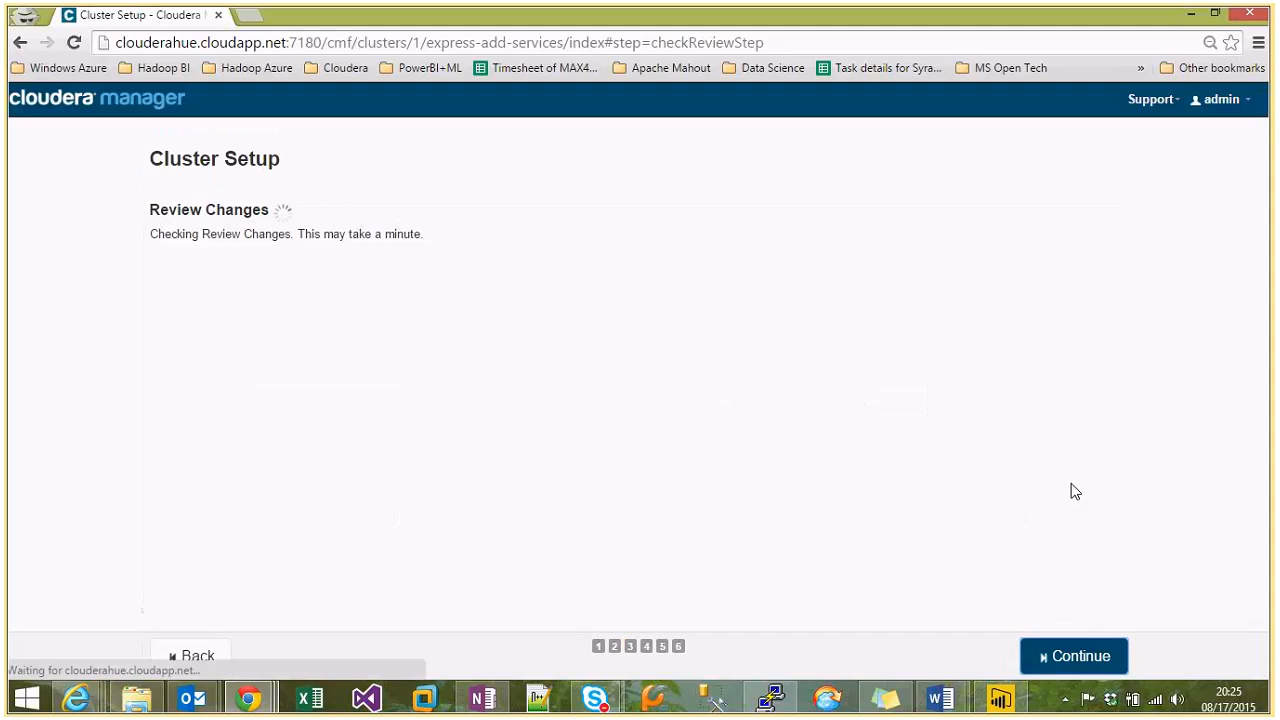 Cluster Setup - Cloudera
clouderahue.cloudapp.net:7180/cmf/clusters/1/express-add-services/index#step=checkReviewStep
Windows Azure Hadoop BI Hadoop Azure Cloudera PowerBI+ML Timesheet of MAX4... Apache Mahout Data Science Task details for Syra... MS Open Tech » Other bookmarks
cloudera manager Support admin
Cluster Setup
Review Changes
Checking Review Changes. This may take a minute.
Back 1 2 3 4 5 6 Continue
Waiting for clouderahue.cloudapp.net...
20:25
08/17/2015